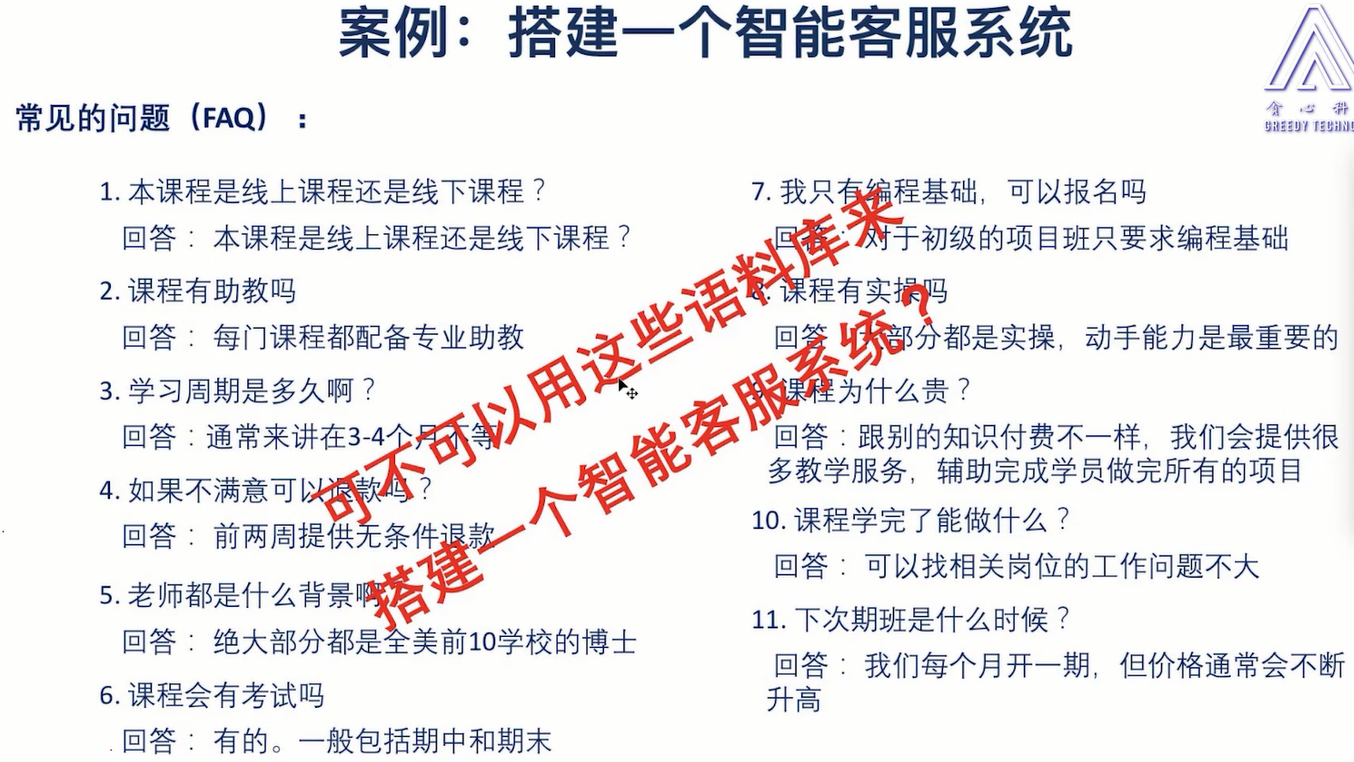 案例：搭建一个智能客服系统
贪心科
GREEDY TECHNO
常见的问题（FAQ）：
1. 本课程是线上课程还是线下课程？
回答： 本课程是线上课程还是线下课程？
2. 课程有助教吗
回答： 每门课程都配备专业助教
3. 学习周期是多久啊？
回答：通常来讲在3-4个月不等
4. 如果不满意可以退款吗？
回答： 前两周提供无条件退款
5. 老师都是什么背景啊
回答： 绝大部分都是全美前10学校的博士
6. 课程会有考试吗
回答： 有的。一般包括期中和期末
7. 我只有编程基础，可以报名吗
回答： 对于初级的项目班只要求编程基础
8. 课程有实操吗
回答：大部分都是实操，动手能力是最重要的
9. 课程为什么贵？
回答：跟别的知识付费不一样，我们会提供很
多教学服务，辅助完成学员做完所有的项目
10. 课程学完了能做什么？
回答： 可以找相关岗位的工作问题不大
11. 下次期班是什么时候？
回答： 我们每个月开一期，但价格通常会不断
升高
可不可以用这些语料库来
搭建一个智能客服系统？